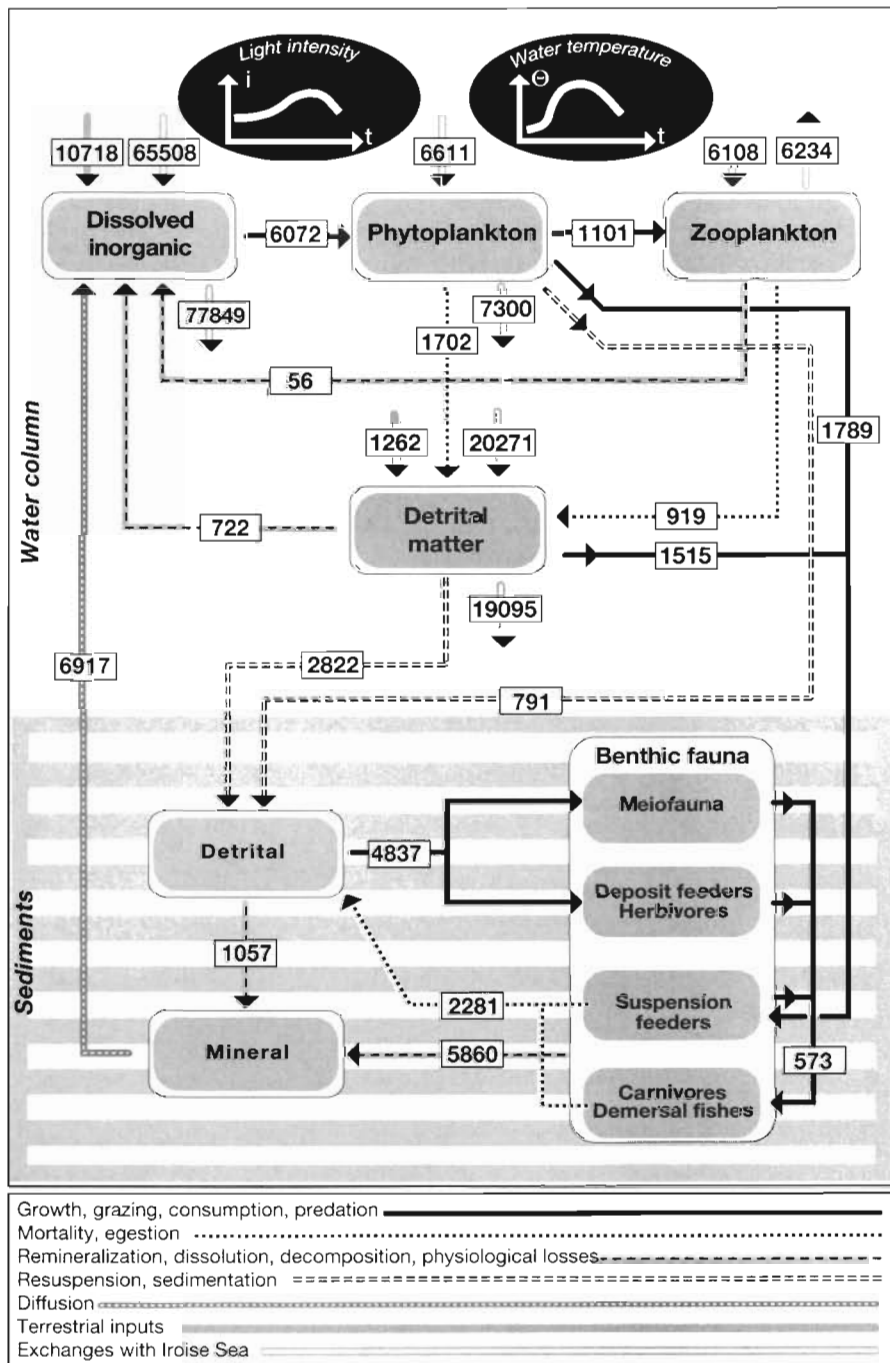 Light intensity
i
t
Water temperature
Θ
t
10718
65508
6611
6108
6234
Dissolved
inorganic
6072
Phytoplankton
1101
Zooplankton
77849
7300
1702
56
1262
20271
1789
Water column
Detrital
matter
722
919
1515
19095
6917
2822
791
Sediments
Benthic fauna
Meiofauna
Detrital
4837
Deposit feeders
Herbivores
1057
2281
Suspension
feeders
Mineral
5860
573
Carnivores
Demersal fishes
Growth, grazing, consumption, predation
Mortality, egestion
Remineralization, dissolution, decomposition, physiological losses
Resuspension, sedimentation
Diffusion
Terrestrial inputs
Exchanges with Iroise Sea